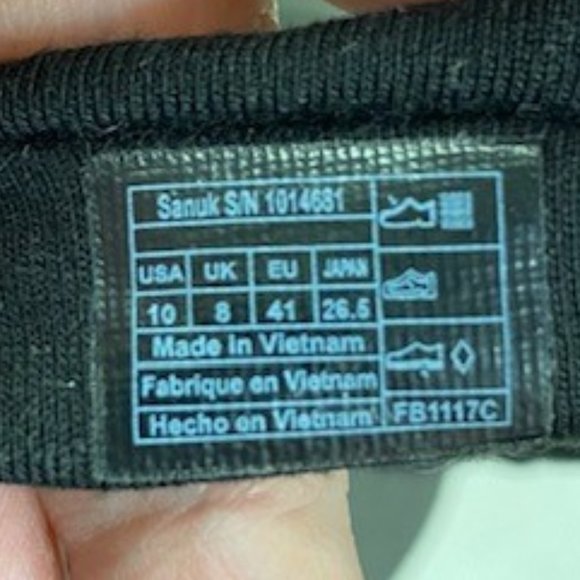 Sanuk S/N 1014681
USA UK EU JAPAN
10 8 41 26.5
Made in Vietnam
Fabrique en Vietnam
Hecho en Vietnam FB1117C